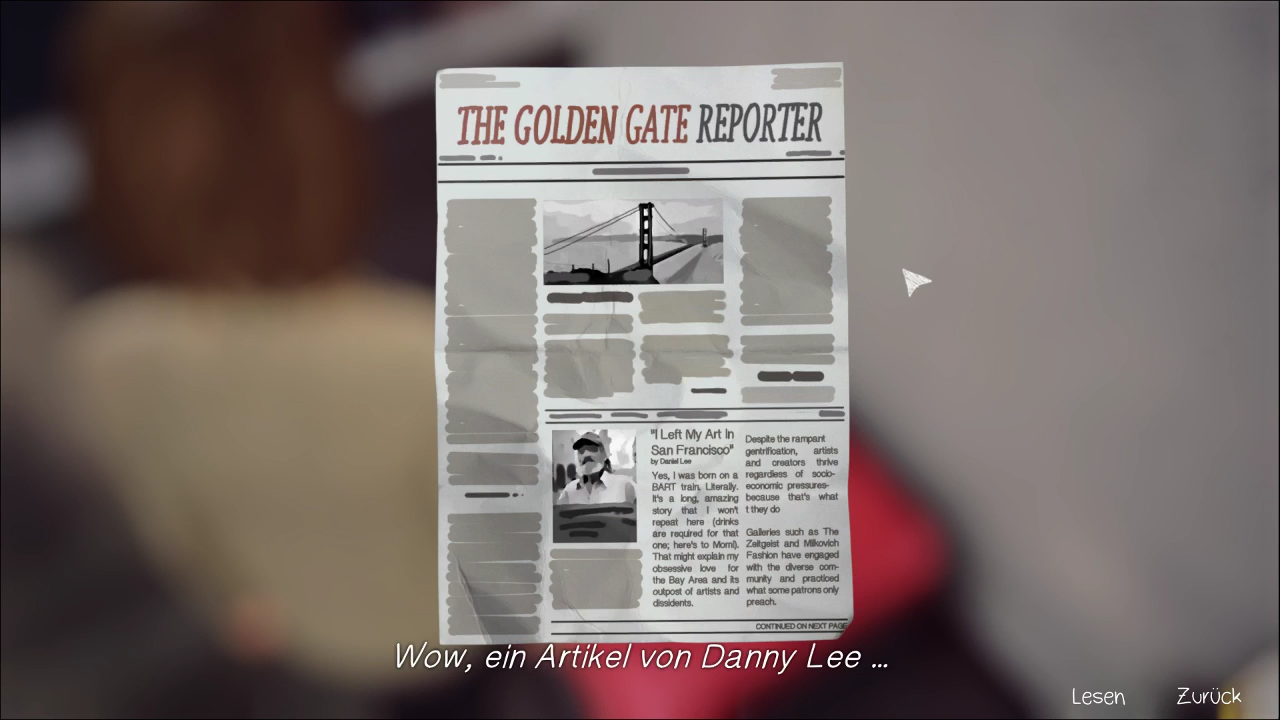 THE GOLDEN GATE REPORTER
"I Left My Art In
San Francisco"
by Daniel Lee
Yes, I was born on a
BART train. Literally.
It's a long, amazing
story that I won't
repeat here (drinks
are required for that
one; here's to Mom!).
That might explain my
obsessive love for
the Bay Area and its
outpost of artists and
dissidents.
Despite the rampant
gentrification, artists
and creators thrive
regardless of socio-
economic pressures-
because that's what
t they do
Galleries such as The
Zeitgeist and Milkovich
Fashion have engaged
with the diverse com-
munity and practiced
what some patrons only
preach.
CONTINUED ON NEXT PAGE
Wow, ein Artikel von Danny Lee ...
Lesen Zurück